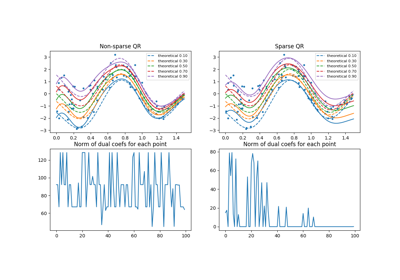 Non-sparse QR
Sparse QR
theoretical 0.10
theoretical 0.30
theoretical 0.50
theoretical 0.70
theoretical 0.90
theoretical 0.10
theoretical 0.30
theoretical 0.50
theoretical 0.70
theoretical 0.90
3
2
1
0
−1
−2
−3
0.0 0.2 0.4 0.6 0.8 1.0 1.2 1.4
3
2
1
0
−1
−2
−3
0.0 0.2 0.4 0.6 0.8 1.0 1.2 1.4
Norm of dual coefs for each point
Norm of dual coefs for each point
120
100
80
60
0 20 40 60 80 100
80
60
40
20
0
0 20 40 60 80 100